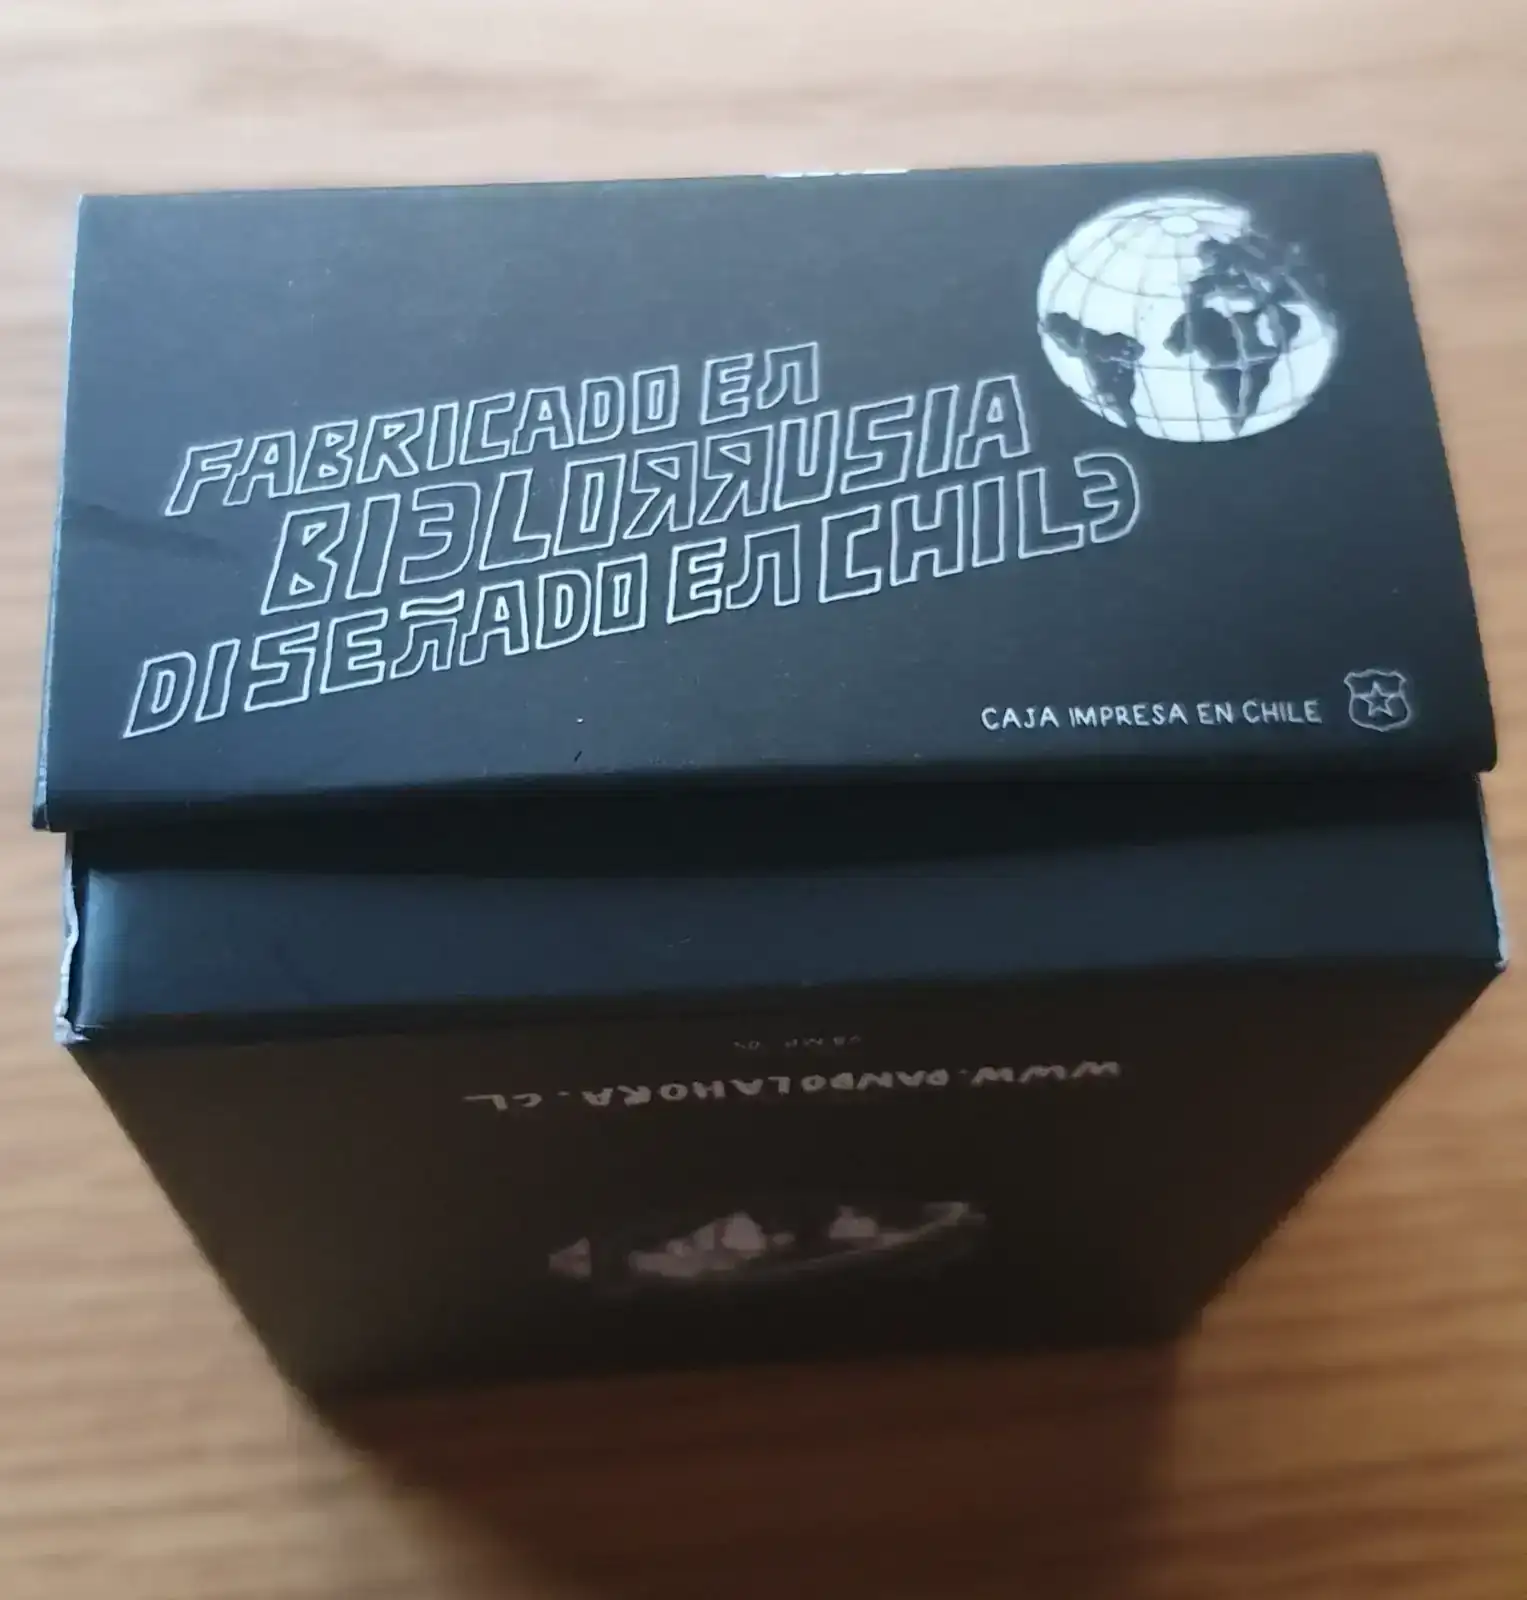 FABRICADO EN
BIELORRUSIA
DISEÑADO EN CHILE
CAJA IMPRESA EN CHILE
WWW.DANDOLAHORA.CL